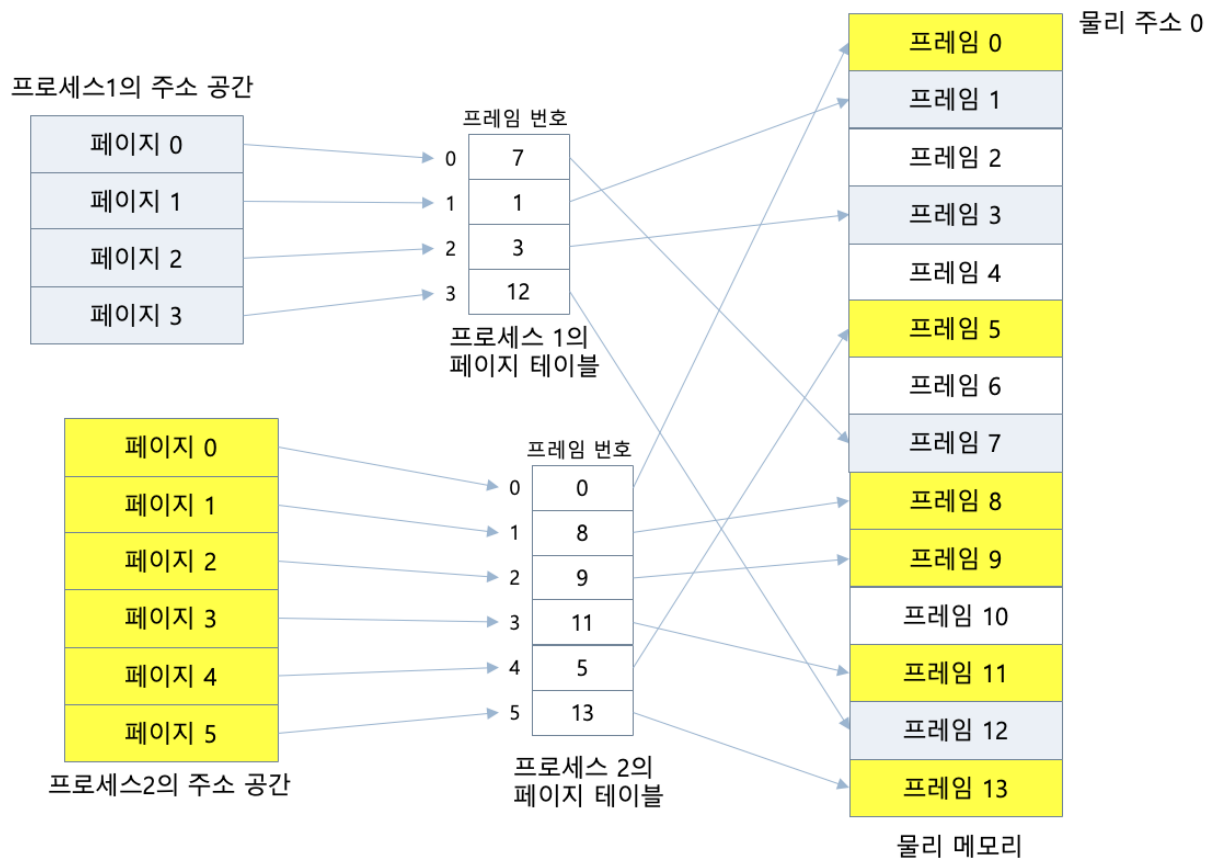 물리 주소 0
프로세스1의 주소 공간
페이지 0
페이지 1
페이지 2
페이지 3
프레임 번호
0 7
1 1
2 3
3 12
프로세스 1의
페이지 테이블
페이지 0
페이지 1
페이지 2
페이지 3
페이지 4
페이지 5
프로세스2의 주소 공간
프레임 번호
0 0
1 8
2 9
3 11
4 5
5 13
프로세스 2의
페이지 테이블
프레임 0
프레임 1
프레임 2
프레임 3
프레임 4
프레임 5
프레임 6
프레임 7
프레임 8
프레임 9
프레임 10
프레임 11
프레임 12
프레임 13
물리 메모리